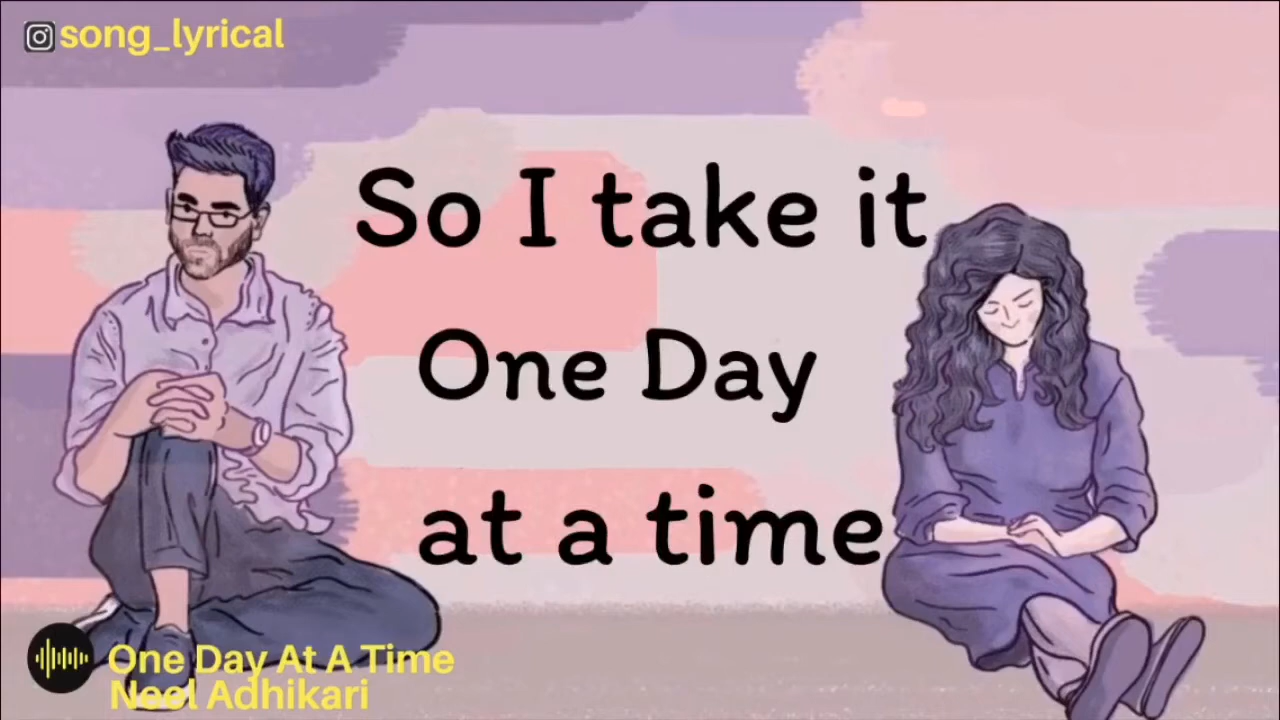 song_lyrical
So I take it
One Day
at a time
One Day At A Time
Neel Adhikari